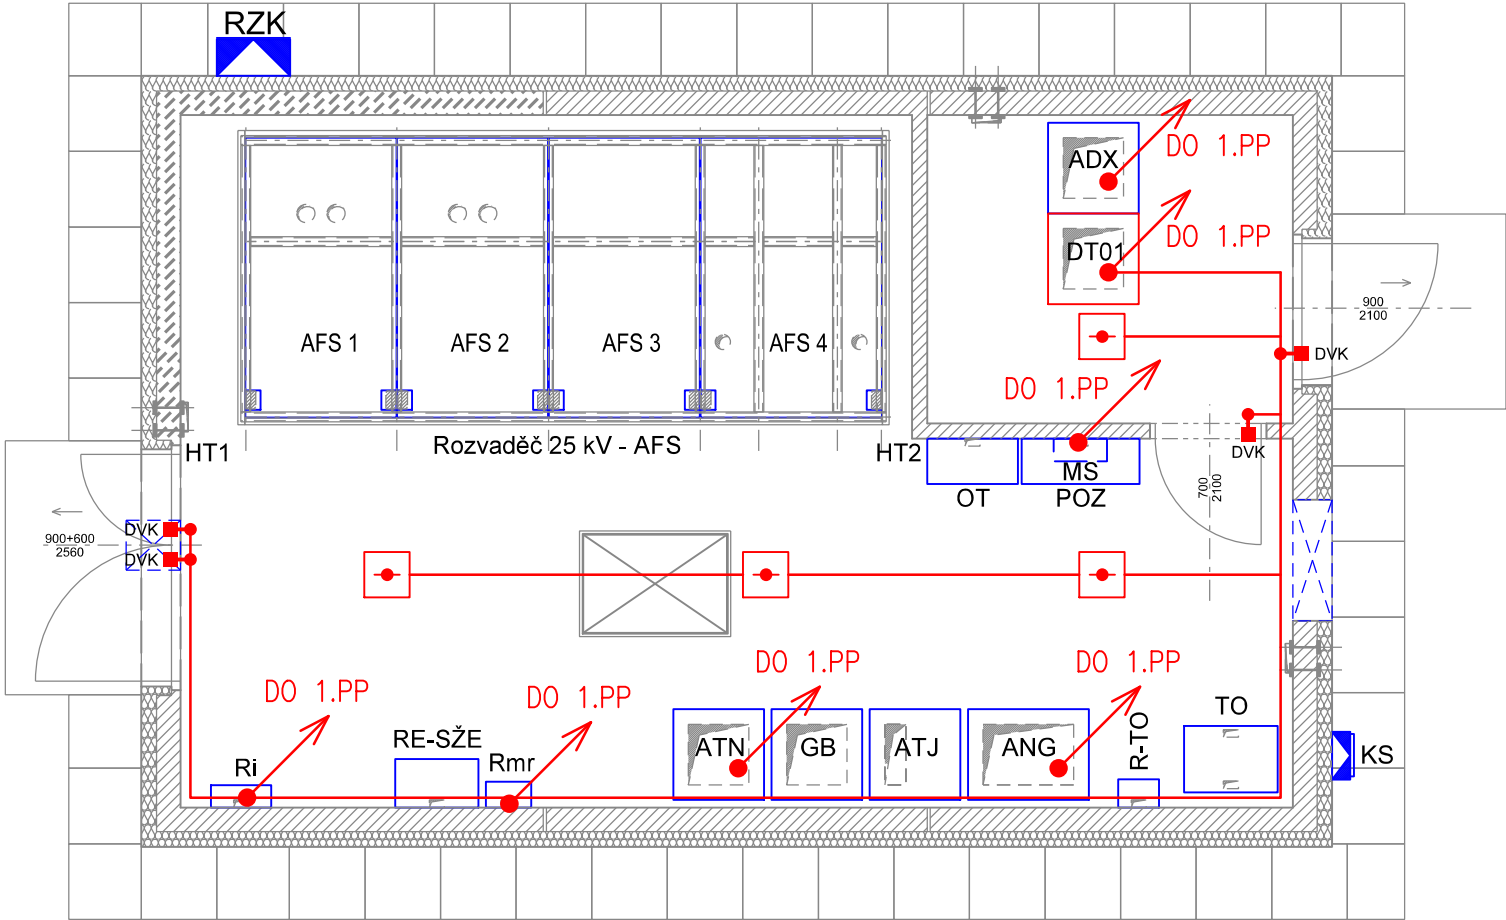 RZK
ADX
DO 1.PP
DT01
DO 1.PP
900
2100
AFS 1
AFS 2
AFS 3
AFS 4
DVK
DO 1.PP
Rozvaděč 25 kV - AFS
HT1
HT2
DVK
MS
OT
POZ
700
2100
DVK
900+600
2560
DVK
DO 1.PP
DO 1.PP
DO 1.PP
DO 1.PP
TO
RE-SŽE
R-TO
Ri
Rmr
ATN
GB
ATJ
ANG
KS